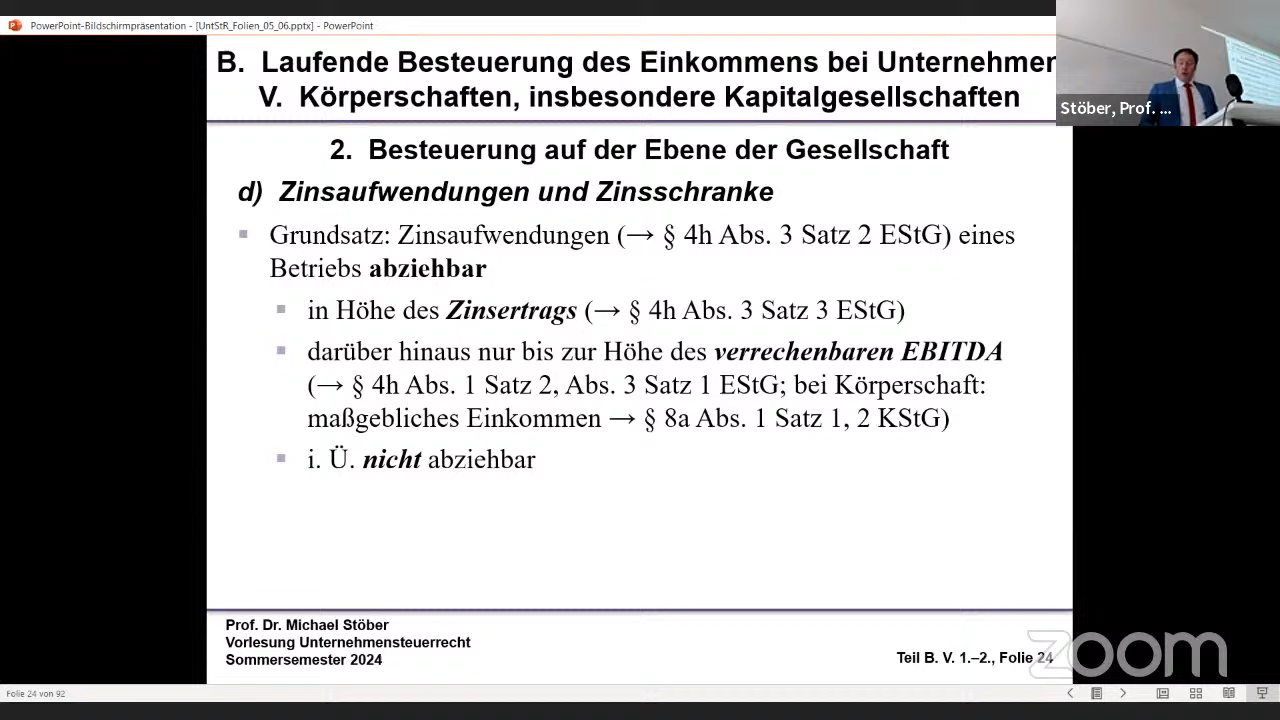 PowerPoint-Bildschirmpräsentation - [UntStR_Folien_05_06.pptx] - PowerPoint
B. Laufende Besteuerung des Einkommens bei Unternehmen
V. Körperschaften, insbesondere Kapitalgesellschaften
Stöber, Prof. ...
2. Besteuerung auf der Ebene der Gesellschaft
d) Zinsaufwendungen und Zinsschranke
Grundsatz: Zinsaufwendungen (→ § 4h Abs. 3 Satz 2 EStG) eines
Betriebs abziehbar
in Höhe des Zinsertrags (→ § 4h Abs. 3 Satz 3 EStG)
darüber hinaus nur bis zur Höhe des verrechenbaren EBITDA
(→ § 4h Abs. 1 Satz 2, Abs. 3 Satz 1 EStG; bei Körperschaft:
maßgebliches Einkommen → § 8a Abs. 1 Satz 1, 2 KStG)
i. Ü. nicht abziehbar
Prof. Dr. Michael Stöber
Vorlesung Unternehmensteuerrecht
Sommersemester 2024
Teil B. V. 1.–2., Folie 24
zoom
Folie 24 von 92